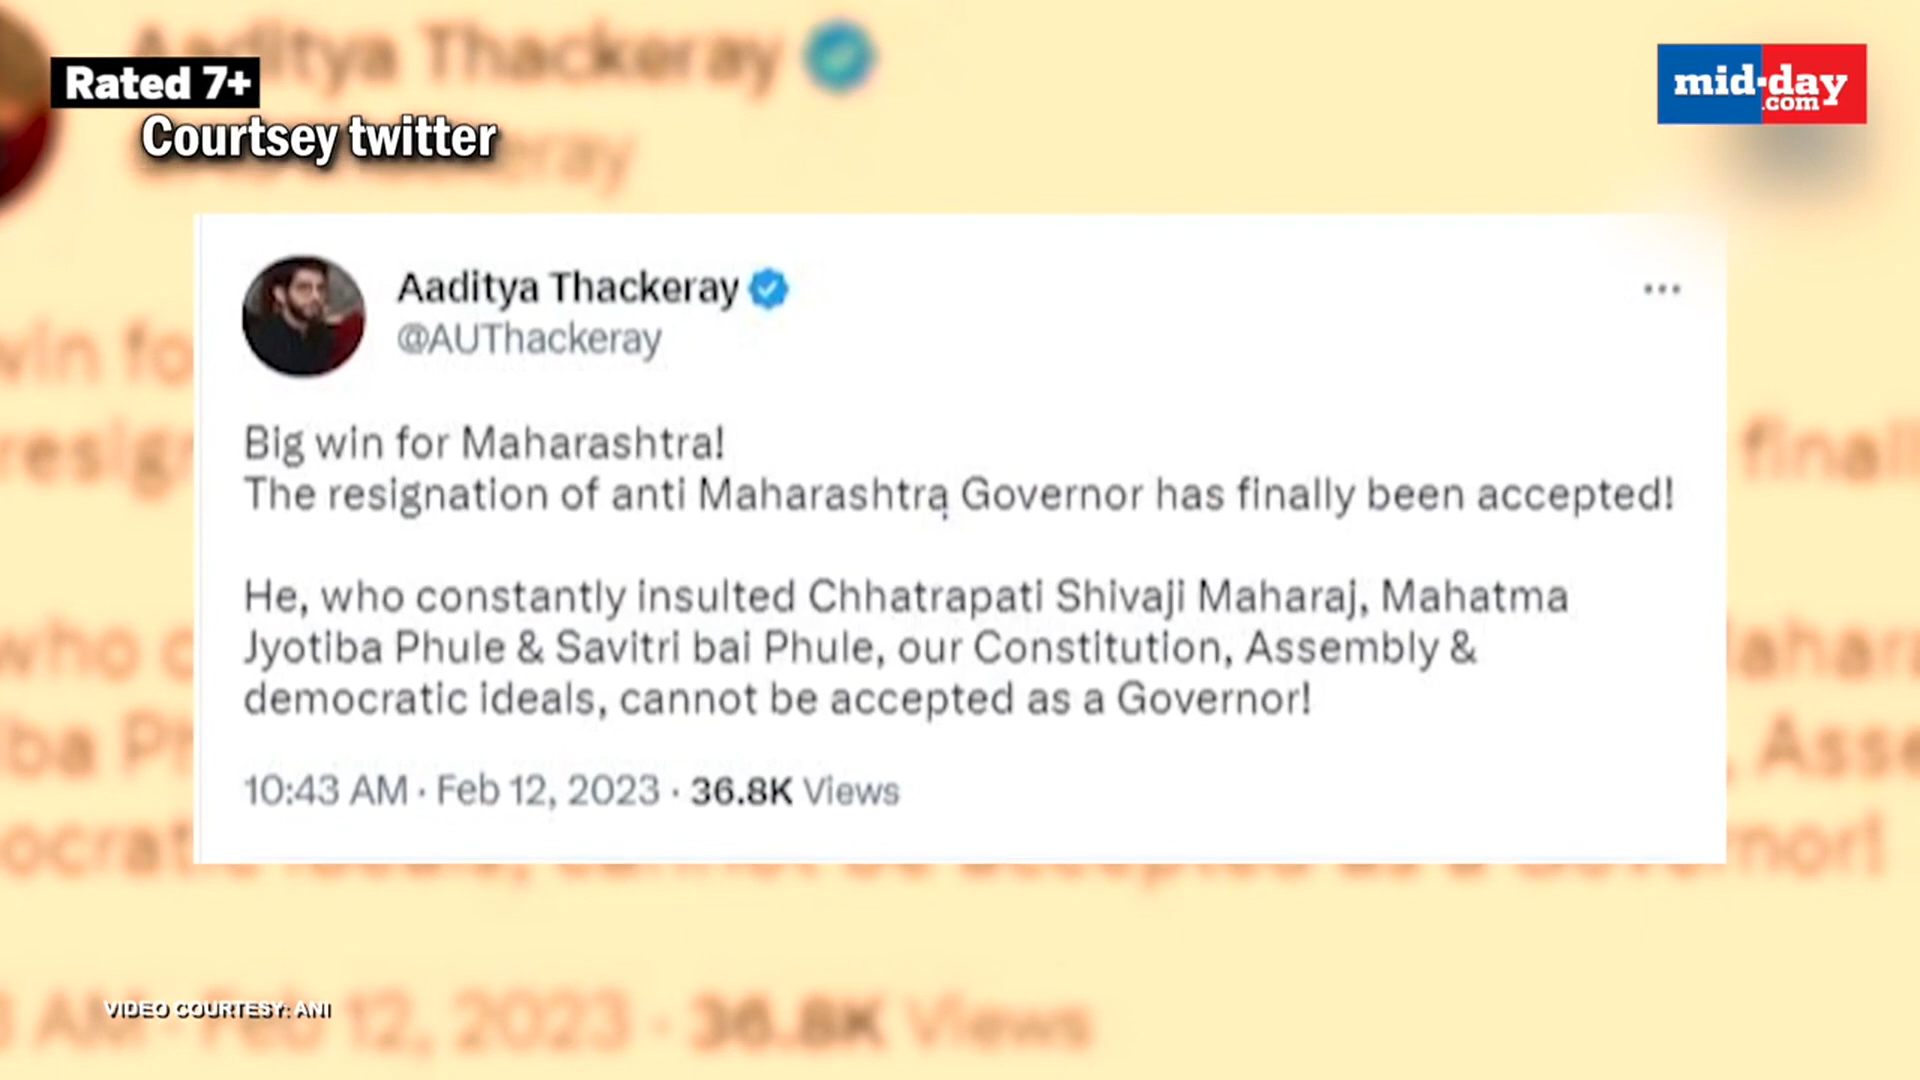 Rated 7+
Courtsey twitter
mid-day
.com
Aaditya Thackeray
@AUThackeray
Big win for Maharashtra!
The resignation of anti Maharashtra Governor has finally been accepted!
He, who constantly insulted Chhatrapati Shivaji Maharaj, Mahatma
Jyotiba Phule & Savitri bai Phule, our Constitution, Assembly &
democratic ideals, cannot be accepted as a Governor!
10:43 AM · Feb 12, 2023 · 36.8K Views
VIDEO COURTESY: ANI